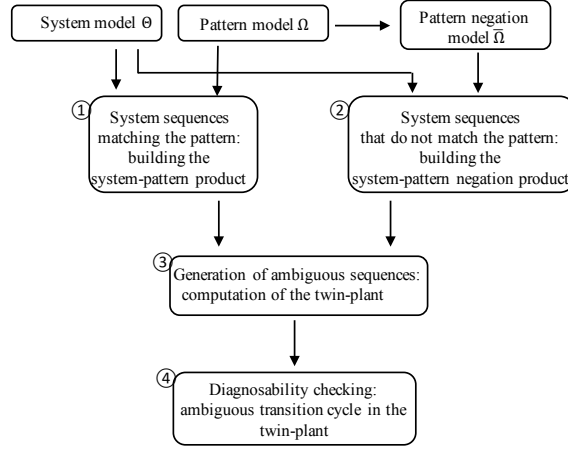 System model Θ
Pattern model Ω
Pattern negation
model Ω̅
①
System sequences
matching the pattern:
building the
system-pattern product
②
System sequences
that do not match the pattern:
building the
system-pattern negation product
③
Generation of ambiguous sequences:
computation of the twin-plant
④
Diagnosability checking:
ambiguous transition cycle in the
twin-plant